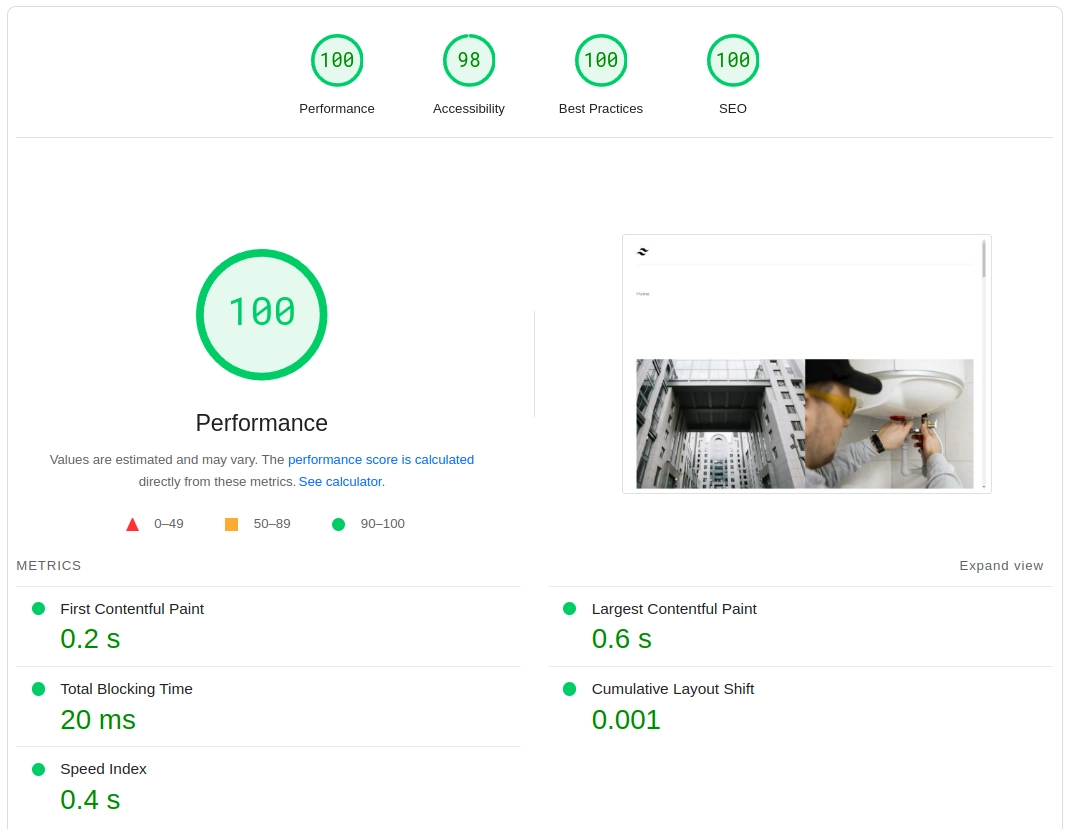 100
98
100
100
Performance
Accessibility
Best Practices
SEO
100
Performance
Values are estimated and may vary. The performance score is calculated
directly from these metrics. See calculator.
0–49
50–89
90–100
Home
METRICS
Expand view
First Contentful Paint
0.2 s
Largest Contentful Paint
0.6 s
Total Blocking Time
20 ms
Cumulative Layout Shift
0.001
Speed Index
0.4 s